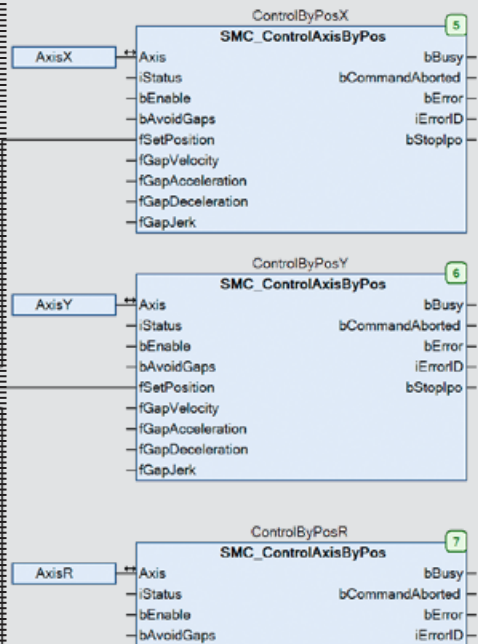 ControlByPosX
5
SMC_ControlAxisByPos
AxisX Axis bBusy
iStatus bCommandAborted
bEnable bError
bAvoidGaps iErrorID
fSetPosition bStopIpo
fGapVelocity
fGapAcceleration
fGapDeceleration
fGapJerk
ControlByPosY
6
SMC_ControlAxisByPos
AxisY Axis bBusy
iStatus bCommandAborted
bEnable bError
bAvoidGaps iErrorID
fSetPosition bStopIpo
fGapVelocity
fGapAcceleration
fGapDeceleration
fGapJerk
ControlByPosR
7
SMC_ControlAxisByPos
AxisR Axis bBusy
iStatus bCommandAborted
bEnable bError
bAvoidGaps iErrorID